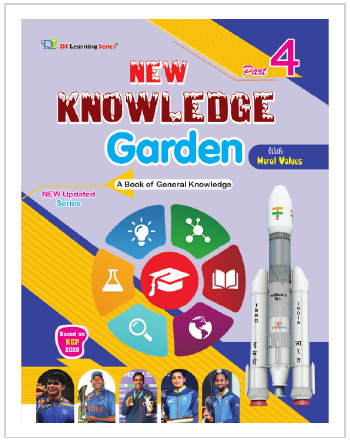 DS Learning Series
Part 4
NEW
KNOWLEDGE
Garden
With
Moral Values
A Book of General Knowledge
NEW Updated
Series
Based on
NEP
2020
ISRO
INDIA
इसरो
भारत
INDIA